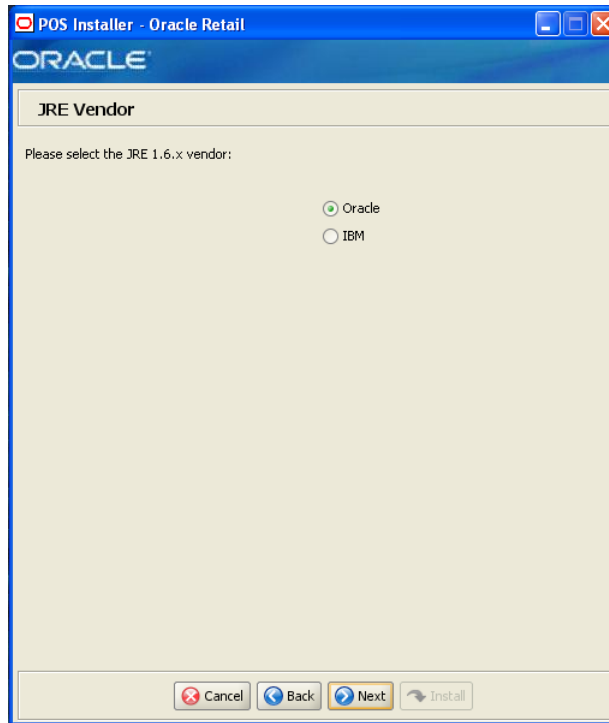 POS Installer - Oracle Retail
ORACLE
JRE Vendor
Please select the JRE 1.6.x vendor:
Oracle
IBM
Cancel Back Next Install